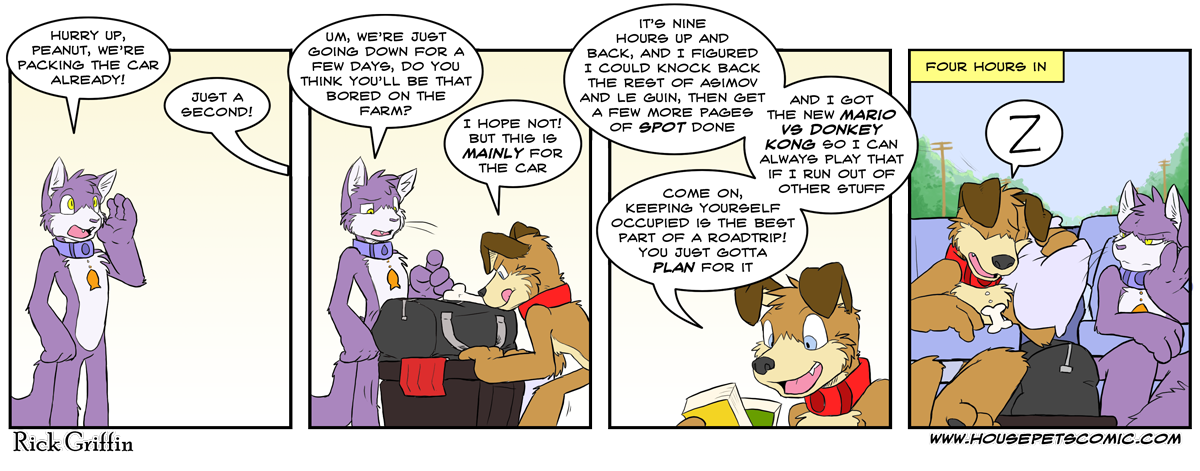 HURRY UP,
PEANUT, WE'RE
PACKING THE CAR
ALREADY!
JUST A
SECOND!
UM, WE'RE JUST
GOING DOWN FOR A
FEW DAYS, DO YOU
THINK YOU'LL BE THAT
BORED ON THE
FARM?
I HOPE NOT!
BUT THIS IS
MAINLY FOR
THE CAR
IT'S NINE
HOURS UP AND
BACK, AND I FIGURED
I COULD KNOCK BACK
THE REST OF ASIMOV
AND LE GUIN, THEN GET
A FEW MORE PAGES
OF SPOT DONE
AND I GOT
THE NEW MARIO
VS DONKEY
KONG SO I CAN
ALWAYS PLAY THAT
IF I RUN OUT OF
OTHER STUFF
COME ON,
KEEPING YOURSELF
OCCUPIED IS THE BEST
PART OF A ROADTRIP!
YOU JUST GOTTA
PLAN FOR IT
FOUR HOURS IN
Z
Rick Griffin
WWW.HOUSEPETSCOMIC.COM